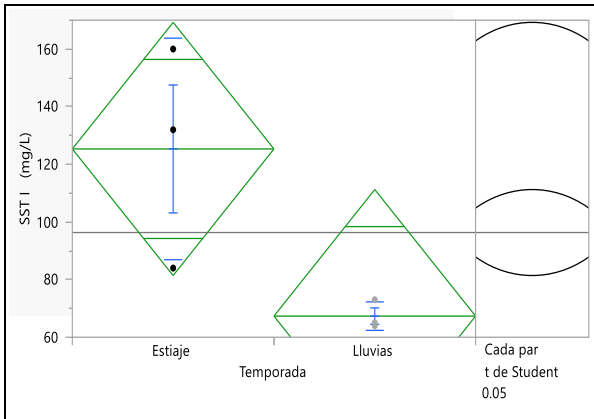 SST I (mg/L)
160
140
120
100
80
60
Estiaje
Lluvias
Temporada
Cada par
t de Student
0.05